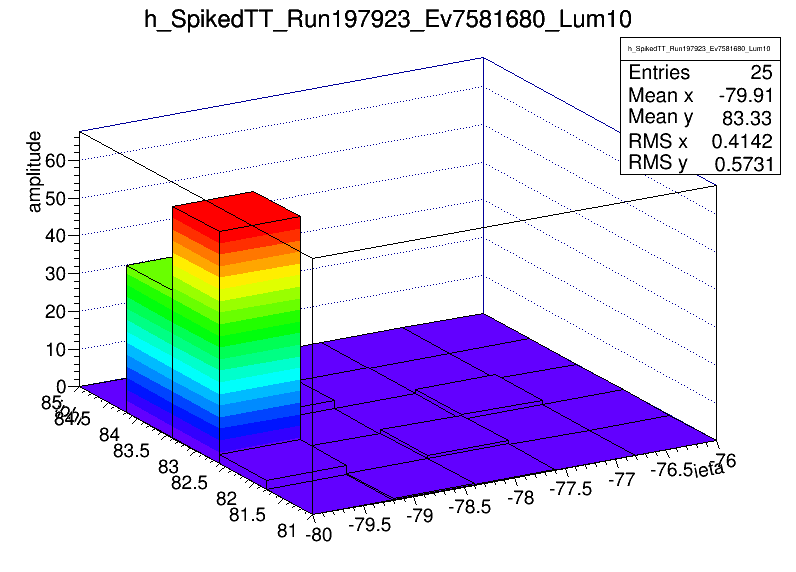 h_SpikedTT_Run197923_Ev7581680_Lum10
h_SpikedTT_Run197923_Ev7581680_Lum10
Entries 25
Mean x -79.91
Mean y 83.33
RMS x 0.4142
RMS y 0.5731
amplitude
60
50
40
30
20
10
0
85
84.5
84
83.5
83
82.5
82
81.5
81
-80
-79.5
-79
-78.5
-78
-77.5
-77
-76.5
-76
ieta